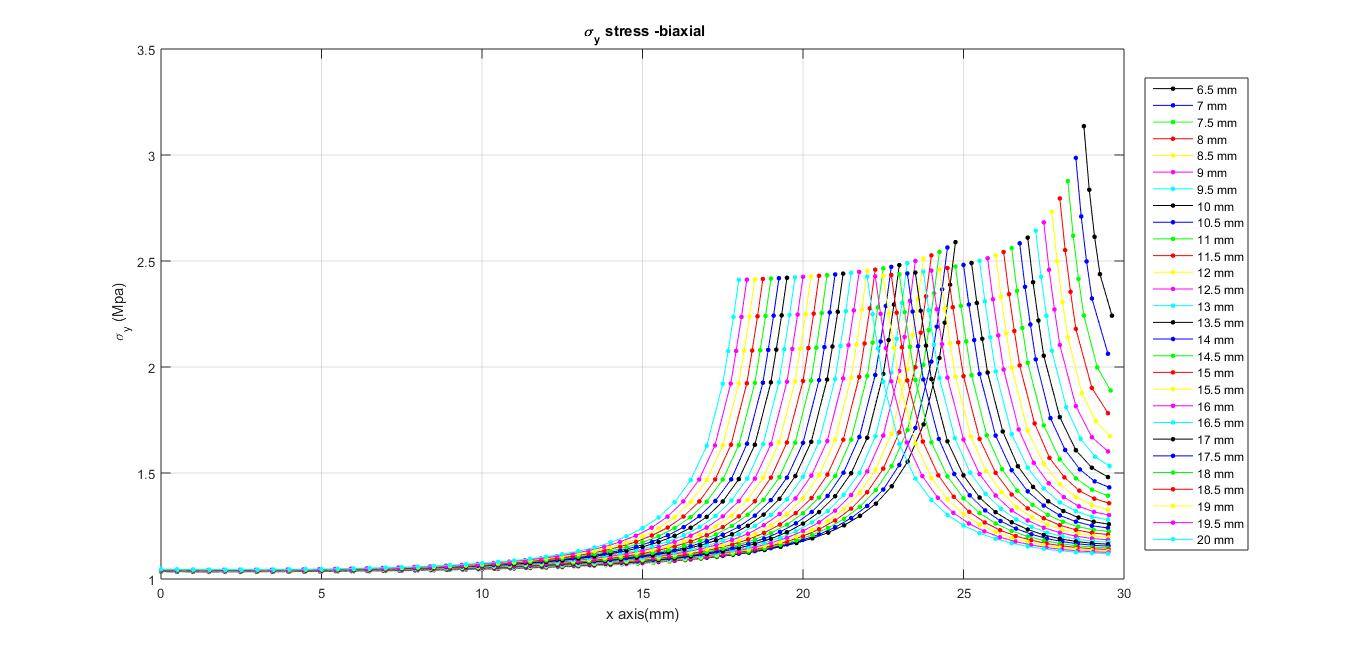 σy stress -biaxial
3.5
3
2.5
2
1.5
1
σy (Mpa)
0 5 10 15 20 25 30
x axis(mm)
6.5 mm
7 mm
7.5 mm
8 mm
8.5 mm
9 mm
9.5 mm
10 mm
10.5 mm
11 mm
11.5 mm
12 mm
12.5 mm
13 mm
13.5 mm
14 mm
14.5 mm
15 mm
15.5 mm
16 mm
16.5 mm
17 mm
17.5 mm
18 mm
18.5 mm
19 mm
19.5 mm
20 mm